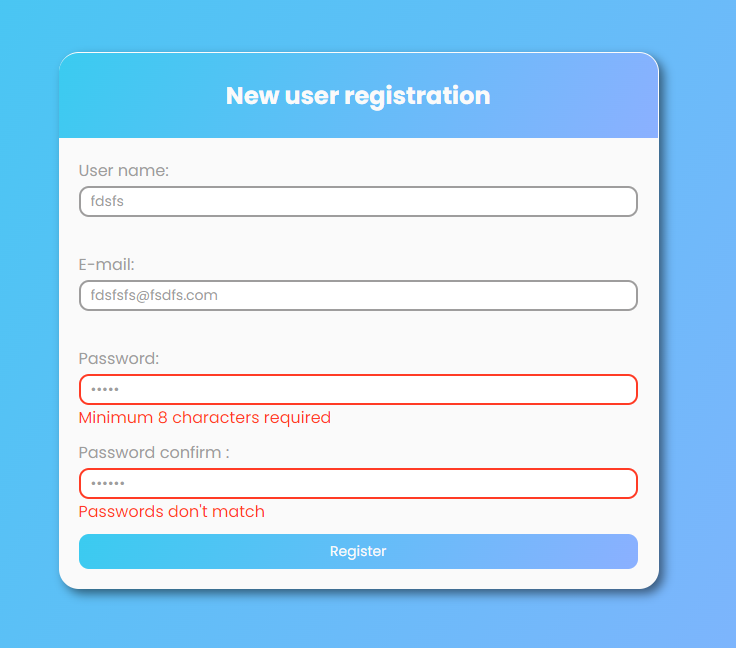 New user registration
User name:
fdsfs
E-mail:
fdsfsfs@fsdfs.com
Password:
•••••
Minimum 8 characters required
Password confirm :
••••••
Passwords don't match
Register